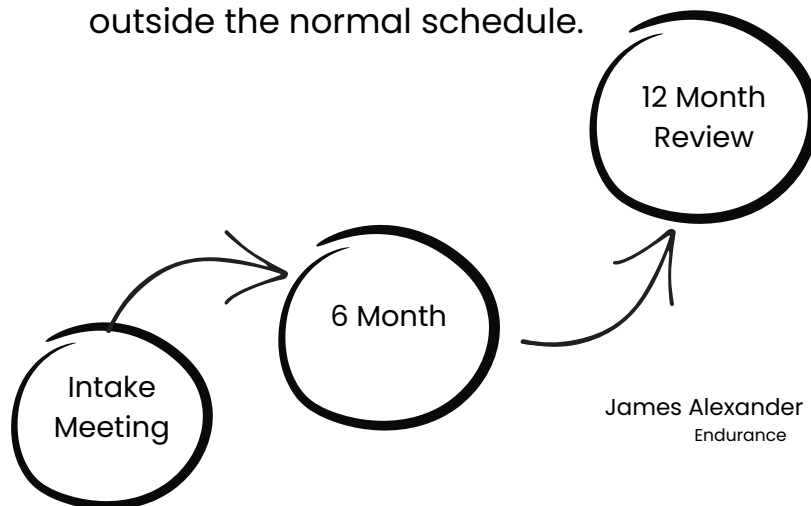 outside the normal schedule.
12 Month
Review
6 Month
Intake
Meeting
James Alexander
Endurance